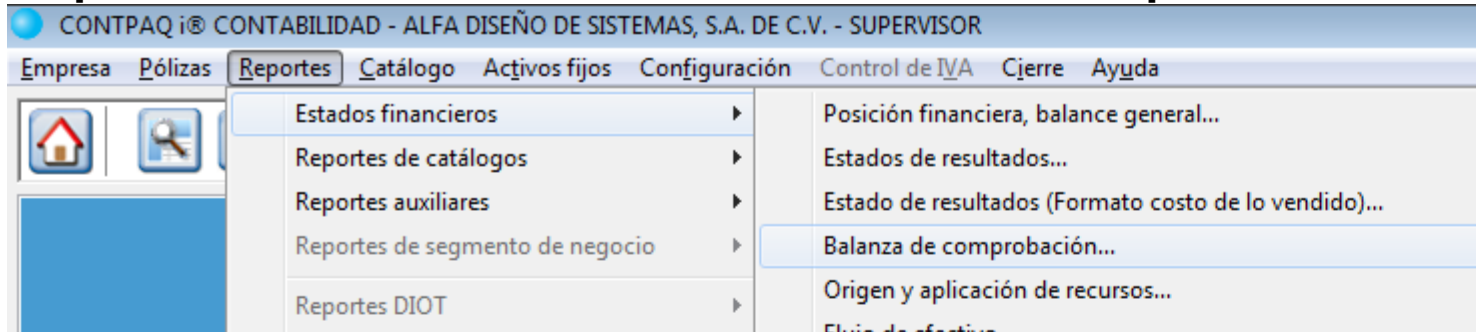 CONTPAQ i® CONTABILIDAD - ALFA DISEÑO DE SISTEMAS, S.A. DE C.V. - SUPERVISOR
Empresa Pólizas Reportes Catálogo Activos fijos Configuración Control de IVA Cierre Ayuda
Estados financieros
Reportes de catálogos
Reportes auxiliares
Reportes de segmento de negocio
Reportes DIOT
Posición financiera, balance general...
Estados de resultados...
Estado de resultados (Formato costo de lo vendido)...
Balanza de comprobación...
Origen y aplicación de recursos...